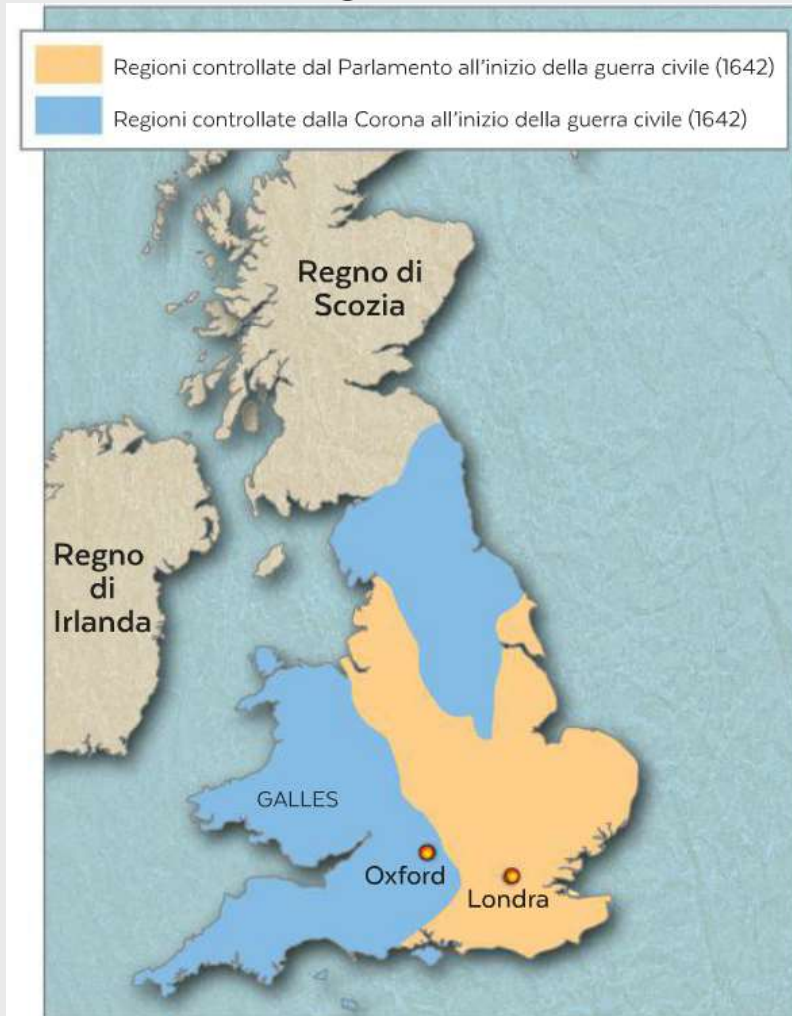 Regioni controllate dal Parlamento all'inizio della guerra civile (1642)
Regioni controllate dalla Corona all'inizio della guerra civile (1642)
Regno di
Scozia
Regno
di
Irlanda
GALLES
Oxford
Londra